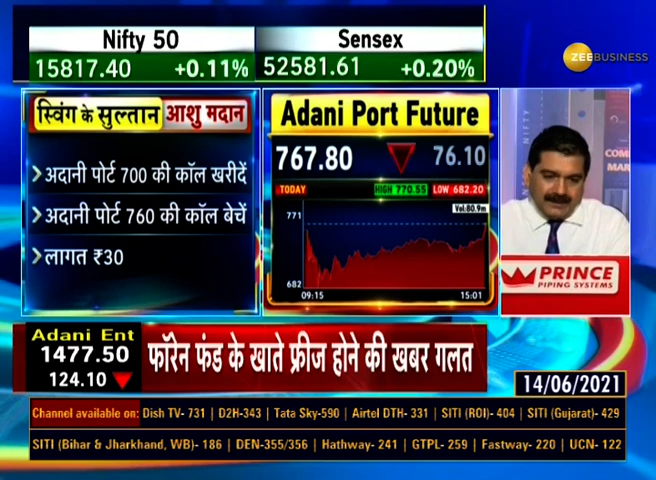 Nifty 50
15817.40 +0.11%
Sensex
52581.61 +0.20%
ZEEBUSINESS
स्विंग के सुल्तान आशु मदान
अदानी पोर्ट 700 की कॉल खरीदें
अदानी पोर्ट 760 की कॉल बेचें
लागत ₹30
Adani Port Future
767.80 76.10
TODAY HIGH 770.55 LOW 682.20
Vol:80.9m
771
682
09:15 15:01
NIFTY
COM
MAR
PRINCE
PIPING SYSTEMS
Adani Ent
1477.50
124.10
फॉरेन फंड के खाते फ्रीज होने की खबर गलत
14/06/2021
Channel available on: Dish TV- 731 | D2H-343 | Tata Sky-590 | Airtel DTH- 331 | SITI (ROI)- 404 | SITI (Gujarat)- 429
SITI (Bihar & Jharkhand, WB)- 186 | DEN-355/356 | Hathway- 241 | GTPL- 259 | Fastway- 220 | UCN- 122